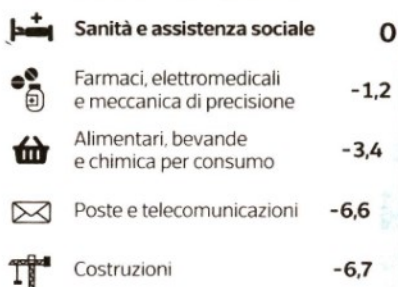 Sanità e assistenza sociale 0
Farmaci, elettromedicali
e meccanica di precisione -1,2
Alimentari, bevande
e chimica per consumo -3,4
Poste e telecomunicazioni -6,6
Costruzioni -6,7